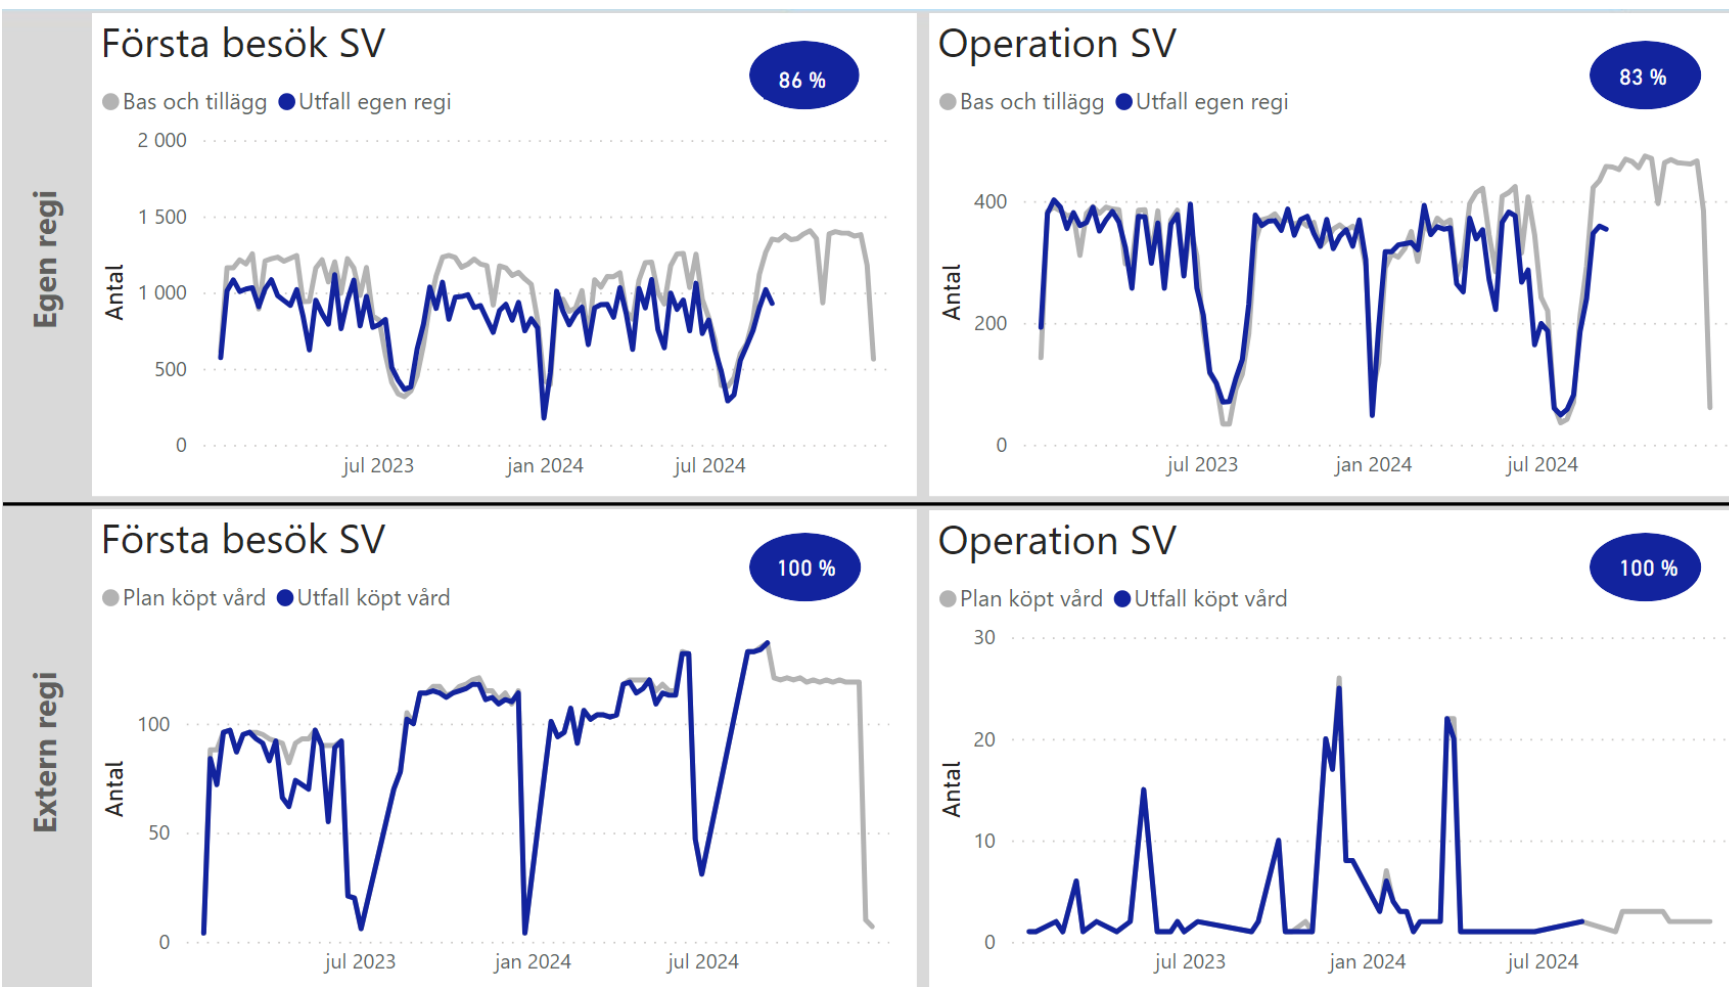 Egen regi
Första besök SV
86 %
Bas och tillägg Utfall egen regi
2 000
1 500
1 000
500
0
Antal
jul 2023 jan 2024 jul 2024
Operation SV
83 %
Bas och tillägg Utfall egen regi
400
200
0
Antal
jul 2023 jan 2024 jul 2024
Extern regi
Första besök SV
100 %
Plan köpt vård Utfall köpt vård
100
50
0
Antal
jul 2023 jan 2024 jul 2024
Operation SV
100 %
Plan köpt vård Utfall köpt vård
30
20
10
0
Antal
jul 2023 jan 2024 jul 2024